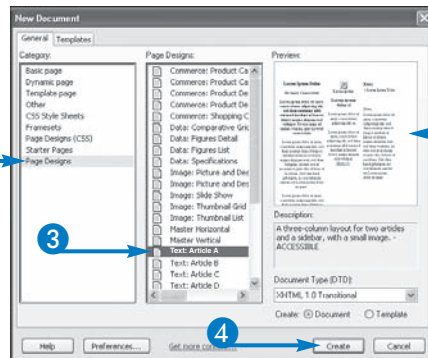 New Document
General Templates
Category:
Basic page
Dynamic page
Template page
Other
CSS Style Sheets
Framesets
Page Designs (CSS)
Starter Pages
Page Designs
Page Designs:
Commerce: Product Ca
Commerce: Product Ca
Commerce: Product De
Commerce: Product De
Commerce: Shopping C
Data: Comparative Grid
Data: Figures Detail
Data: Figures List
Data: Specifications
Image: Picture and Des
Image: Picture and Des
Image: Slide Show
Image: Thumbnail Grid
Image: Thumbnail List
Master Horizontal
Master Vertical
Text: Article A
Text: Article B
Text: Article C
Text: Article D
3
Preview:
Description:
A three-column layout for two articles
and a sidebar, with a small image. -
ACCESSIBLE
Document Type (DTD):
XHTML 1.0 Transitional
Create: Document Template
4
Help Preferences... Get more content... Create Cancel